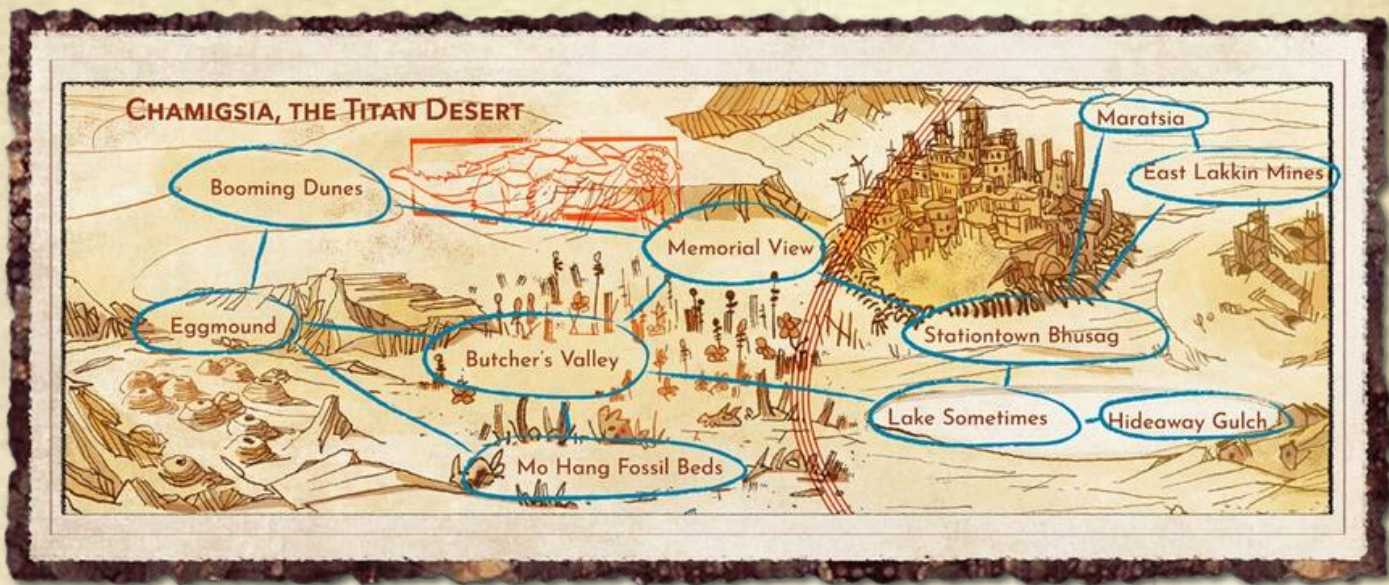 CHAMIGSIA, THE TITAN DESERT
Maratsia
East Lakkin Mines
Booming Dunes
Memorial View
Eggmound
Stationtown Bhusag
Butcher's Valley
Lake Sometimes
Hideaway Gulch
Mo Hang Fossil Beds